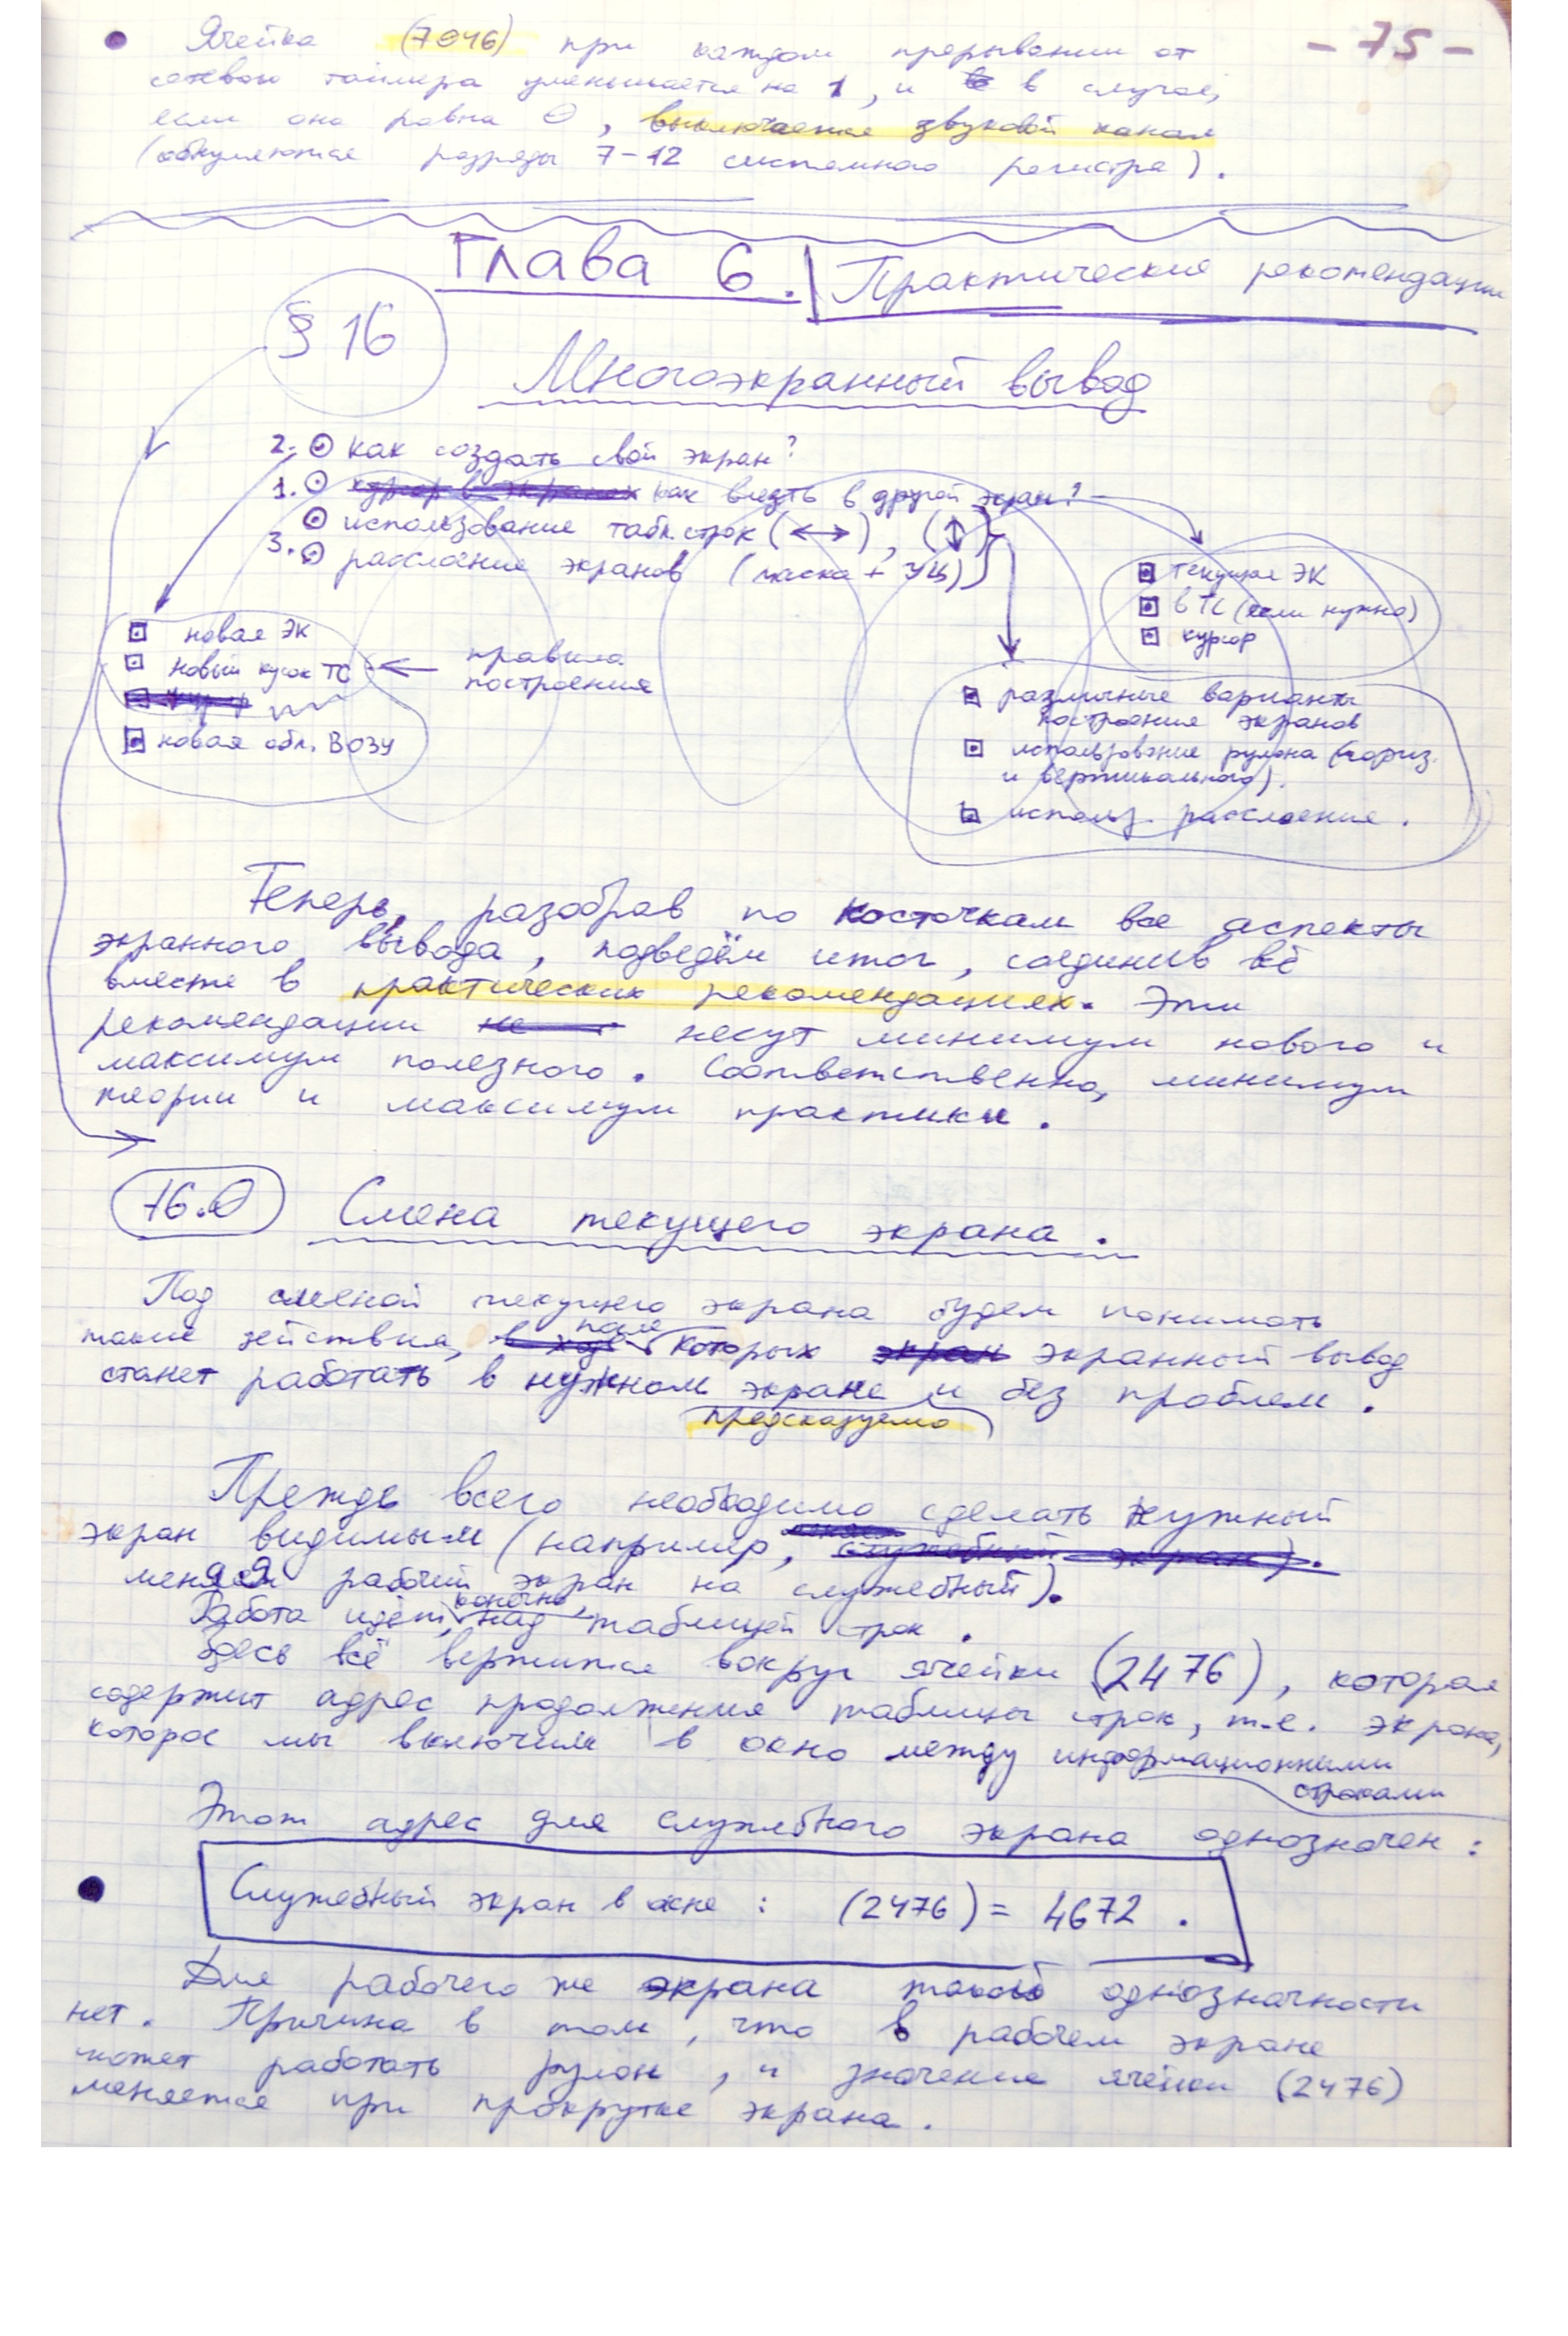 - 75 -
Ячейка (7046) при каждом прерывании от
сетевого таймера уменьшается на 1, и в случае,
если она равна 0, выключается звуковой канал
(обнуляются разряды 7-12 системного регистра).
Глава 6. Практические рекомендации
§ 16
Многоэкранный вывод
2. как создать свой экран?
1. курсор в экранах как влезть в другой экран?
использование табл. строк (↔), (↕)
3. расслоение экранов (маска + УЦ)
текущая ЭК
в ТС (если нужно)
курсор
новая ЭК
новый кусок ТС
новая обл. ВОЗУ
правила
построения
различные варианты
построения экранов
использование рулона (гориз.
и вертикального).
использ. расслоение.
Теперь, разобрав по косточкам все аспекты
экранного вывода, подведём итог, соединив всё
вместе в практических рекомендациях. Эти
рекомендации не несут минимум нового и
максимум полезного. Соответственно, минимум
теории и максимум практики.
16.0 Смена текущего экрана.
Под сменой текущего экрана будем понимать
такие действия, в ходе после которых экран экранный вывод
станет работать в нужном экране предсказуемо и без проблем.
Прежде всего необходимо сделать нужный
экран видимым (например, служебный экран).
меняя рабочий экран на служебный).
Работа идёт, конечно, над таблицей строк.
Здесь всё вертится вокруг ячейки (2476), которая
содержит адрес продолжения таблицы строк, т.е. экрана,
которое мы включим в окно между информационными
строками
Этот адрес для служебного экрана однозначен:
Служебный экран в окне: (2476) = 4672.
Для рабочего же экрана такой однозначности
нет. Причина в том, что в рабочем экране
может работать рулон, и значение ячейки (2476)
меняется при прокрутке экрана.